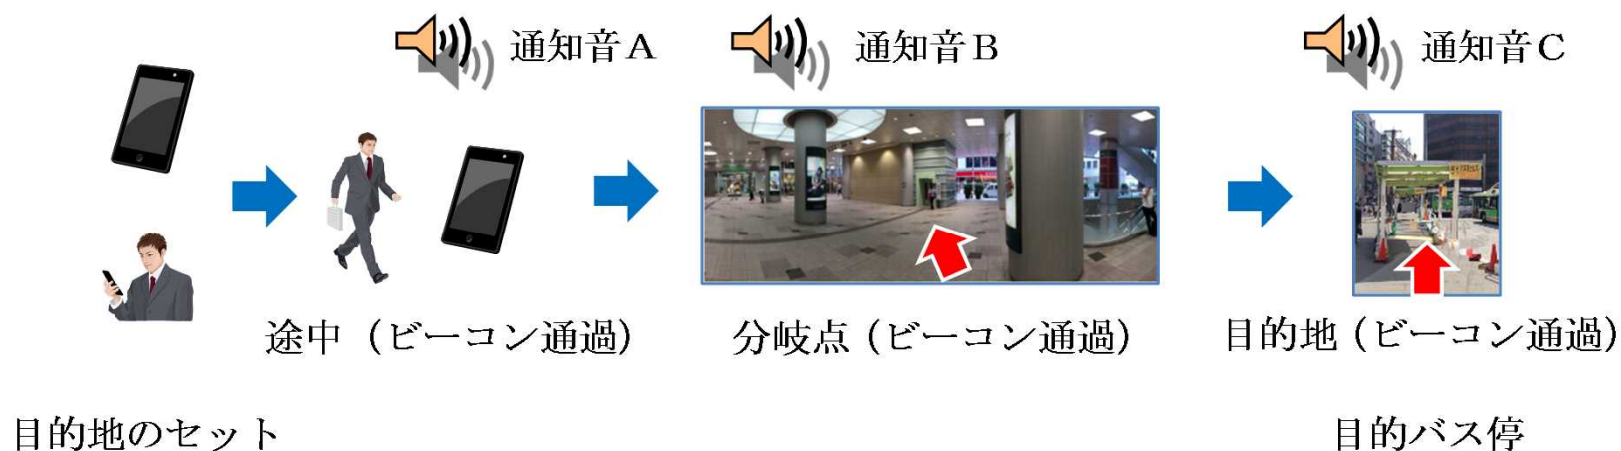 通知音A
通知音B
通知音C
途中（ビーコン通過）
分岐点（ビーコン通過）
目的地（ビーコン通過）
目的地のセット
目的バス停